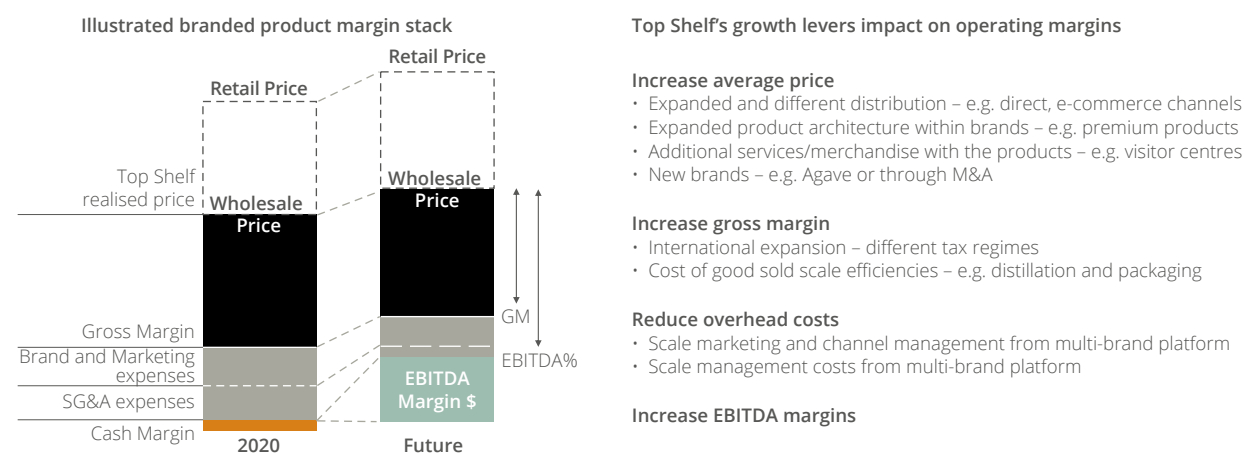 Illustrated branded product margin stack
Retail Price
Retail Price
Top Shelf
realised price
Wholesale
Price
Wholesale
Price
Gross Margin
GM
Brand and Marketing
expenses
EBITDA%
SG&A expenses
EBITDA
Margin $
Cash Margin
2020
Future
Top Shelf’s growth levers impact on operating margins
Increase average price
• Expanded and different distribution – e.g. direct, e-commerce channels
• Expanded product architecture within brands – e.g. premium products
• Additional services/merchandise with the products – e.g. visitor centres
• New brands – e.g. Agave or through M&A
Increase gross margin
• International expansion – different tax regimes
• Cost of good sold scale efficiencies – e.g. distillation and packaging
Reduce overhead costs
• Scale marketing and channel management from multi-brand platform
• Scale management costs from multi-brand platform
Increase EBITDA margins